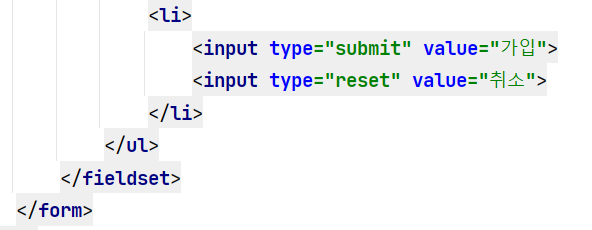 <li>
<input type="submit" value="가입">
<input type="reset" value="취소">
</li>
</ul>
</fieldset>
</form>